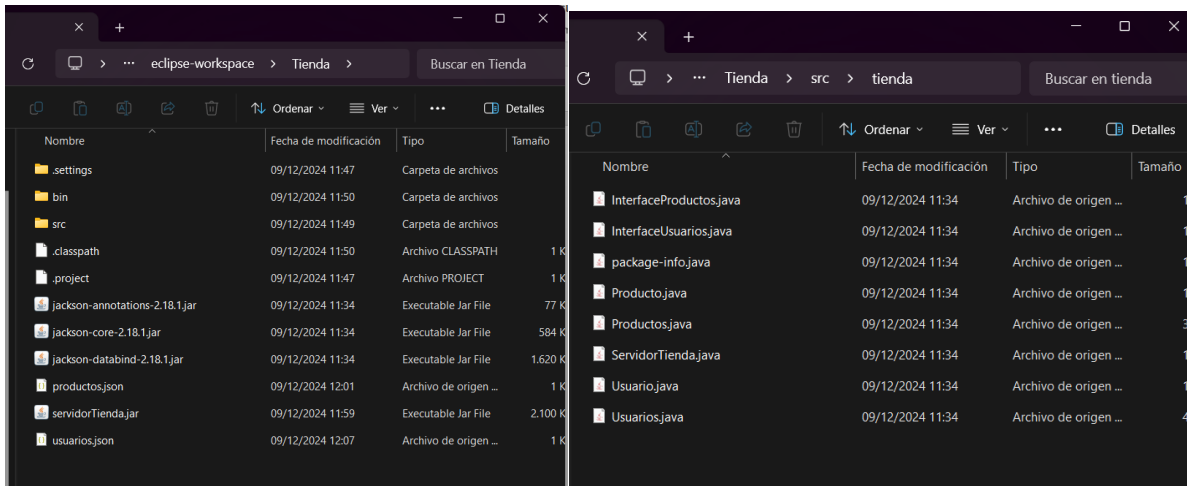 eclipse-workspace > Tienda >
Buscar en Tienda
Ordenar
Ver
Detalles
Nombre Fecha de modificación Tipo Tamaño
.settings 09/12/2024 11:47 Carpeta de archivos
bin 09/12/2024 11:50 Carpeta de archivos
src 09/12/2024 11:49 Carpeta de archivos
.classpath 09/12/2024 11:50 Archivo CLASSPATH 1 K
.project 09/12/2024 11:47 Archivo PROJECT 1 K
jackson-annotations-2.18.1.jar 09/12/2024 11:34 Executable Jar File 77 K
jackson-core-2.18.1.jar 09/12/2024 11:34 Executable Jar File 584 K
jackson-databind-2.18.1.jar 09/12/2024 11:34 Executable Jar File 1.620 K
productos.json 09/12/2024 12:01 Archivo de origen ... 1 K
servidorTienda.jar 09/12/2024 11:59 Executable Jar File 2.100 K
usuarios.json 09/12/2024 12:07 Archivo de origen ... 1 K
Tienda > src > tienda
Buscar en tienda
Ordenar
Ver
Detalles
Nombre Fecha de modificación Tipo Tamaño
InterfaceProductos.java 09/12/2024 11:34 Archivo de origen ... 1
InterfaceUsuarios.java 09/12/2024 11:34 Archivo de origen ... 1
package-info.java 09/12/2024 11:34 Archivo de origen ... 1
Producto.java 09/12/2024 11:34 Archivo de origen ... 1
Productos.java 09/12/2024 11:34 Archivo de origen ... 3
ServidorTienda.java 09/12/2024 11:34 Archivo de origen ... 1
Usuario.java 09/12/2024 11:34 Archivo de origen ... 1
Usuarios.java 09/12/2024 11:34 Archivo de origen ... 4